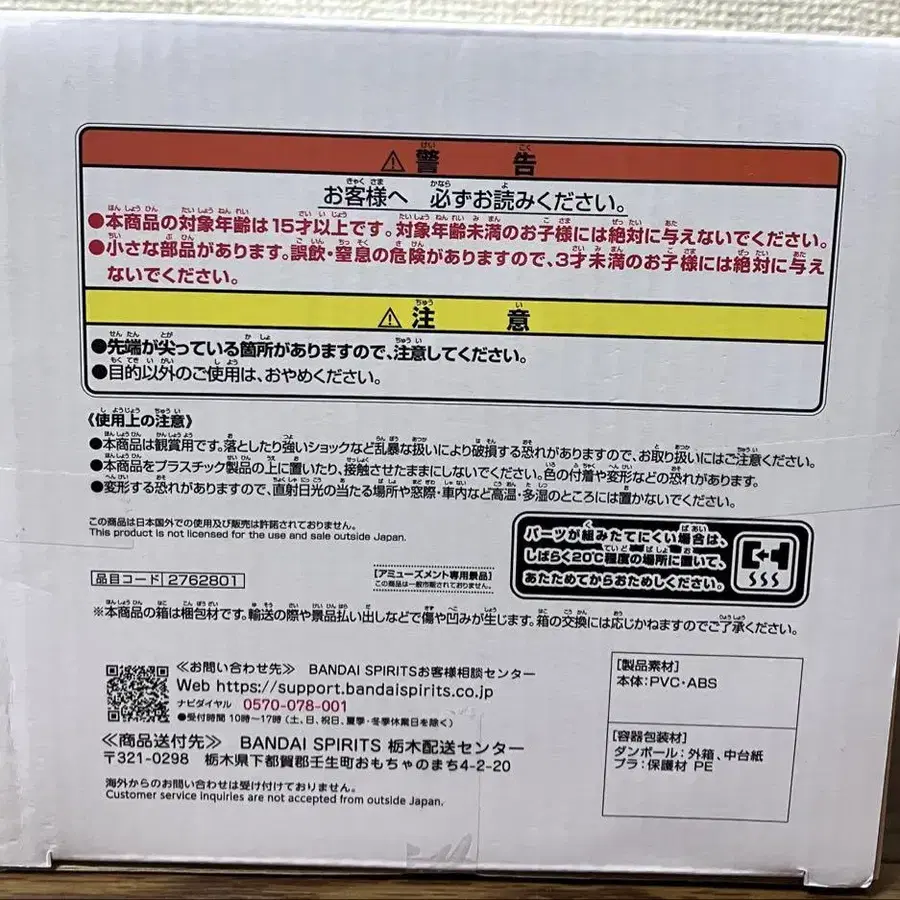 ⚠警告
お客様へ 必ずお読みください。
●本商品の対象年齢は15才以上です。対象年齢未満のお子様には絶対に与えないでください。
●小さな部品があります。誤飲・窒息の危険がありますので、3才未満のお子様には絶対に与え
ないでください。
⚠注意
●先端が尖っている箇所がありますので、注意してください。
●目的以外のご使用は、おやめください。
《使用上の注意》
●本商品は観賞用です。落としたり強いショックなど乱暴な扱いにより破損する恐れがありますので、お取り扱いにはご注意ください。
●本商品をプラスチック製品の上に置いたり、接触させたままにしないでください。色の付着や変形などの恐れがあります。
●変形する恐れがありますので、直射日光の当たる場所や窓際・車内など高温・多湿のところには置かないでください。
この商品は日本国外での使用及び販売は許諾されておりません。
This product is not licensed for the use and sale outside Japan.
パーツが組みたてにくい場合は、
しばらく20℃程度の場所に置いて、
あたためてからおためしください。
品目コード 2762801
【アミューズメント専用景品】
この商品は一般市販されておりません。
※本商品の箱は梱包材です。輸送の際や景品払い出しなどで傷や凹みが生じます。箱の交換には応じかねますのでご了承ください。
≪お問い合わせ先≫ BANDAI SPIRITSお客様相談センター
Web https://support.bandaispirits.co.jp
ナビダイヤル 0570-078-001
●受付時間 10時〜17時(土、日、祝日、夏季・冬季休業日を除く)
≪商品送付先≫ BANDAI SPIRITS 栃木配送センター
〒321-0298 栃木県下都賀郡壬生町おもちゃのまち4-2-20
海外からのお問い合わせは受け付けておりません。
Customer service inquiries are not accepted from outside Japan.
[製品素材]
本体:PVC・ABS
[容器包装材]
ダンボール:外箱、中台紙
プラ:保護材 PE